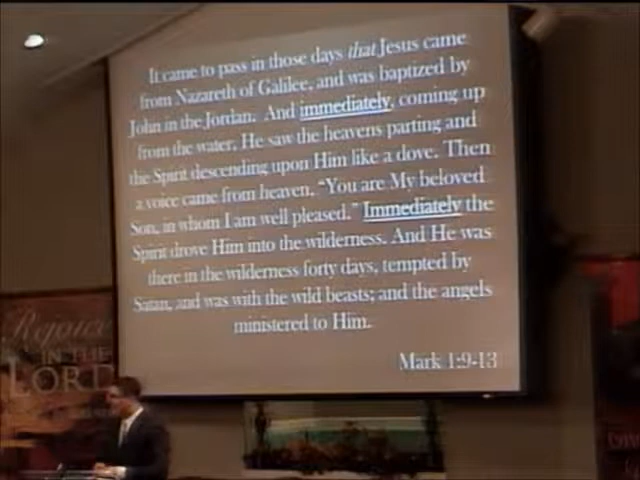 It came to pass in those days that Jesus came
from Nazareth of Galilee, and was baptized by
John in the Jordan. And immediately, coming up
from the water, He saw the heavens parting and
the Spirit descending upon Him like a dove. Then
a voice came from heaven. “You are My beloved
Son, in whom I am well pleased.” Immediately the
Spirit drove Him into the wilderness. And He was
there in the wilderness forty days, tempted by
Satan, and was with the wild beasts; and the angels
ministered to Him.
Mark 1:9-13
Rejoice
IN THE
LORD